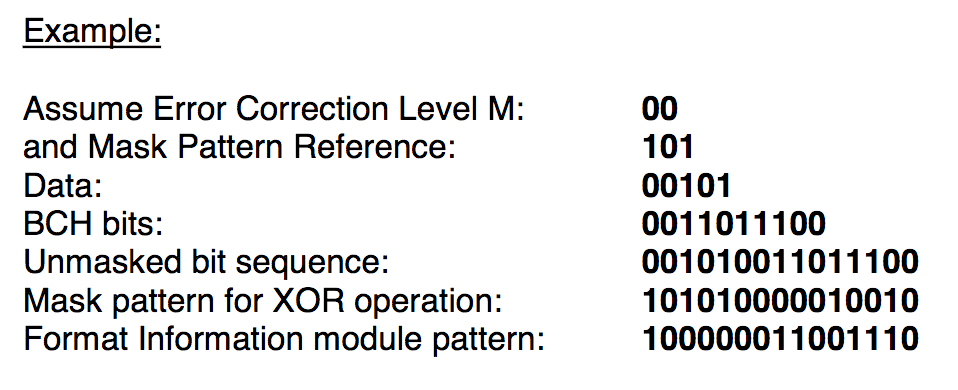 Example:
Assume Error Correction Level M: 00
and Mask Pattern Reference: 101
Data: 00101
BCH bits: 0011011100
Unmasked bit sequence: 001010011011100
Mask pattern for XOR operation: 101010000010010
Format Information module pattern: 100000011001110